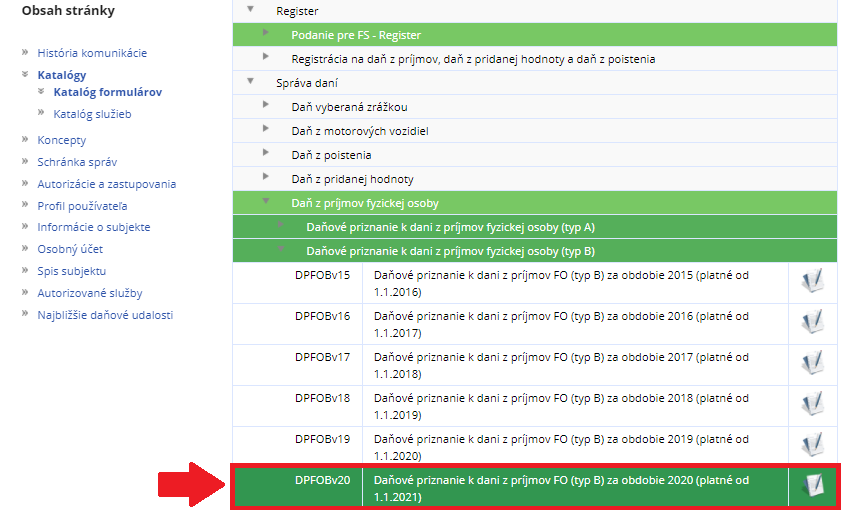 Obsah stránky
História komunikácie
Katalógy
Katalóg formulárov
Katalóg služieb
Koncepty
Schránka správ
Autorizácie a zastupovania
Profil používateľa
Informácie o subjekte
Osobný účet
Spis subjektu
Autorizované služby
Najbližšie daňové udalosti
Register
Podanie pre FS - Register
Registrácia na daň z príjmov, daň z pridanej hodnoty a daň z poistenia
Správa daní
Daň vyberaná zrážkou
Daň z motorových vozidiel
Daň z poistenia
Daň z pridanej hodnoty
Daň z príjmov fyzickej osoby
Daňové priznanie k dani z príjmov fyzickej osoby (typ A)
Daňové priznanie k dani z príjmov fyzickej osoby (typ B)
DPFOBv15 Daňové priznanie k dani z príjmov FO (typ B) za obdobie 2015 (platné od
1.1.2016)
DPFOBv16 Daňové priznanie k dani z príjmov FO (typ B) za obdobie 2016 (platné od
1.1.2017)
DPFOBv17 Daňové priznanie k dani z príjmov FO (typ B) za obdobie 2017 (platné od
1.1.2018)
DPFOBv18 Daňové priznanie k dani z príjmov FO (typ B) za obdobie 2018 (platné od
1.1.2019)
DPFOBv19 Daňové priznanie k dani z príjmov FO (typ B) za obdobie 2019 (platné od
1.1.2020)
DPFOBv20 Daňové priznanie k dani z príjmov FO (typ B) za obdobie 2020 (platné od
1.1.2021)